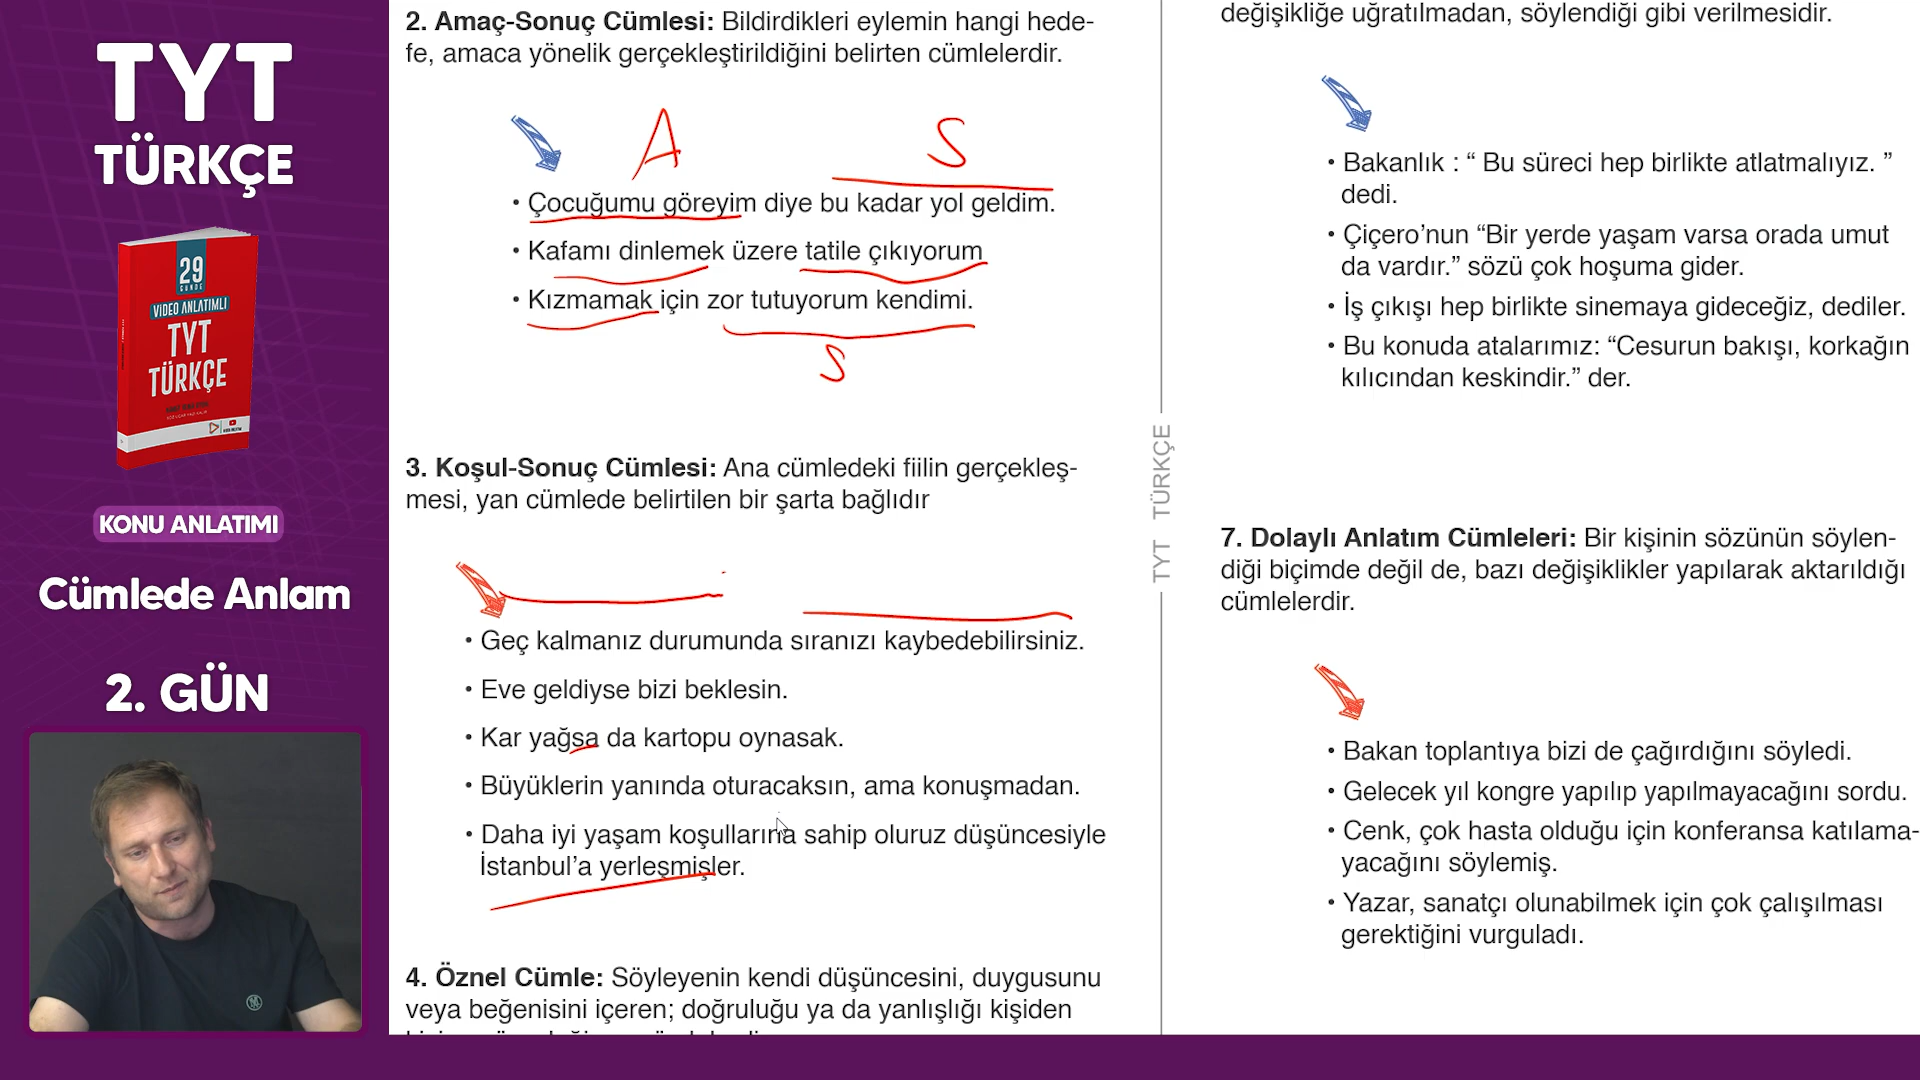 TYT
TÜRKÇE
29
GÜNDE
VİDEO ANLATIMLI
TYT
TÜRKÇE
KONU ANLATIMI
Cümlede Anlam
2. GÜN
2. Amaç-Sonuç Cümlesi: Bildirdikleri eylemin hangi hede-
fe, amaca yönelik gerçekleştirildiğini belirten cümlelerdir.
A S
• Çocuğumu göreyim diye bu kadar yol geldim.
• Kafamı dinlemek üzere tatile çıkıyorum
• Kızmamak için zor tutuyorum kendimi.
S
3. Koşul-Sonuç Cümlesi: Ana cümledeki fiilin gerçekleş-
mesi, yan cümlede belirtilen bir şarta bağlıdır
• Geç kalmanız durumunda sıranızı kaybedebilirsiniz.
• Eve geldiyse bizi beklesin.
• Kar yağsa da kartopu oynasak.
• Büyüklerin yanında oturacaksın, ama konuşmadan.
• Daha iyi yaşam koşullarına sahip oluruz düşüncesiyle
İstanbul’a yerleşmişler.
4. Öznel Cümle: Söyleyenin kendi düşüncesini, duygusunu
veya beğenisini içeren; doğruluğu ya da yanlışlığı kişiden
TYT TÜRKÇE
değişikliğe uğratılmadan, söylendiği gibi verilmesidir.
• Bakanlık : “ Bu süreci hep birlikte atlatmalıyız. ”
dedi.
• Çiçero’nun “Bir yerde yaşam varsa orada umut
da vardır.” sözü çok hoşuma gider.
• İş çıkışı hep birlikte sinemaya gideceğiz, dediler.
• Bu konuda atalarımız: “Cesurun bakışı, korkağın
kılıcından keskindir.” der.
7. Dolaylı Anlatım Cümleleri: Bir kişinin sözünün söylen-
diği biçimde değil de, bazı değişiklikler yapılarak aktarıldığı
cümlelerdir.
• Bakan toplantıya bizi de çağırdığını söyledi.
• Gelecek yıl kongre yapılıp yapılmayacağını sordu.
• Cenk, çok hasta olduğu için konferansa katılama-
yacağını söylemiş.
• Yazar, sanatçı olunabilmek için çok çalışılması
gerektiğini vurguladı.